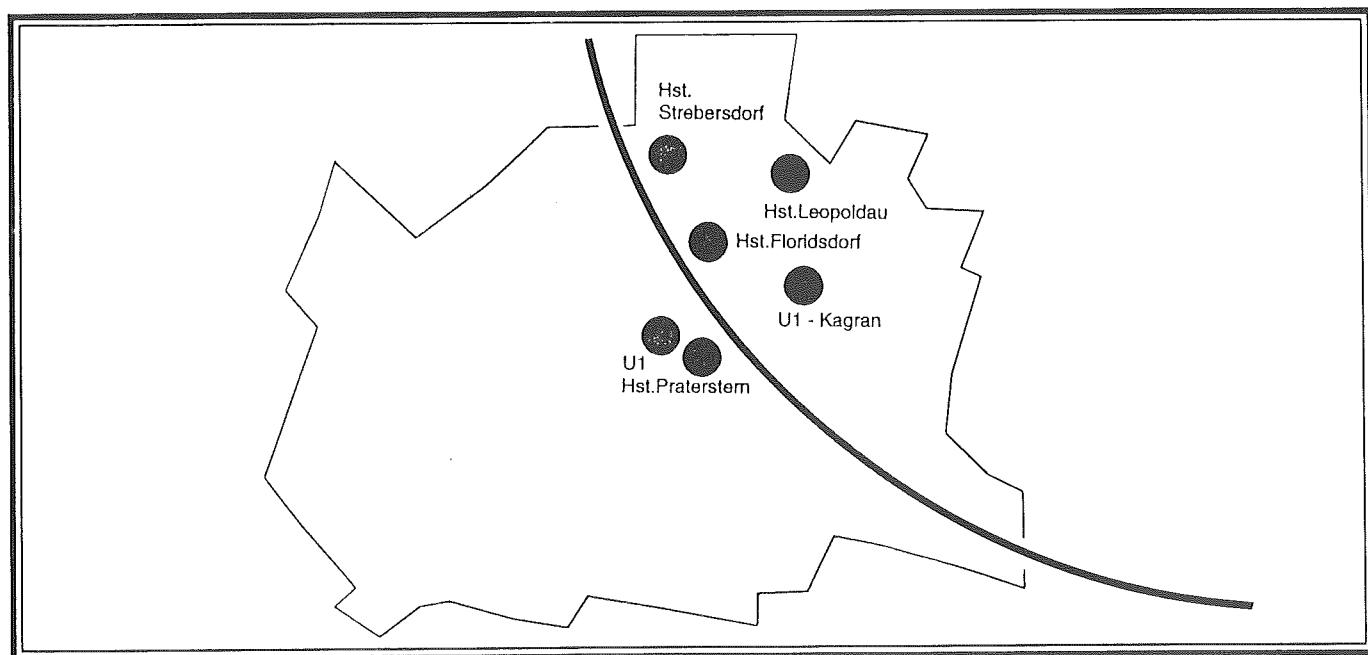 Hst.
Strebersdorf
Hst.Leopoldau
Hst.Floridsdorf
U1 - Kagran
U1
Hst.Praterstern